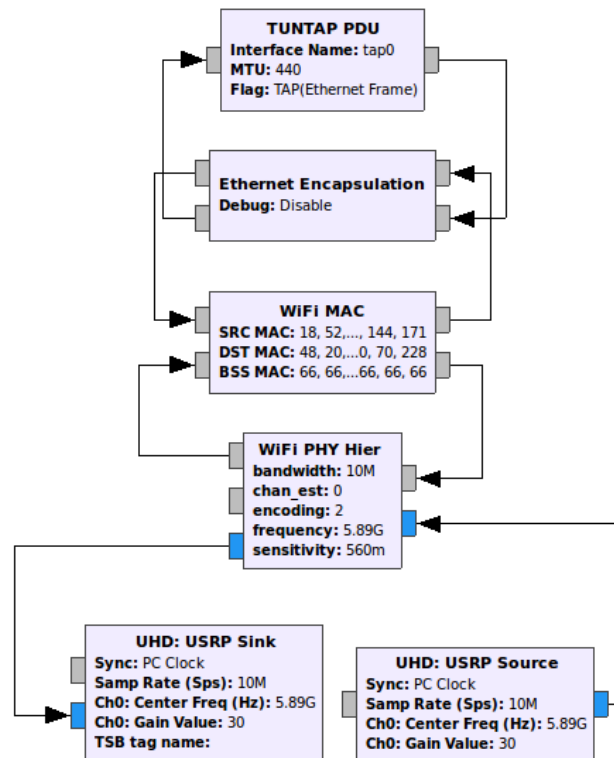 TUNTAP PDU
Interface Name: tap0
MTU: 440
Flag: TAP(Ethernet Frame)
Ethernet Encapsulation
Debug: Disable
WiFi MAC
SRC MAC: 18, 52,..., 144, 171
DST MAC: 48, 20,...0, 70, 228
BSS MAC: 66, 66,...66, 66, 66
WiFi PHY Hier
bandwidth: 10M
chan_est: 0
encoding: 2
frequency: 5.89G
sensitivity: 560m
UHD: USRP Sink
Sync: PC Clock
Samp Rate (Sps): 10M
Ch0: Center Freq (Hz): 5.89G
Ch0: Gain Value: 30
TSB tag name:
UHD: USRP Source
Sync: PC Clock
Samp Rate (Sps): 10M
Ch0: Center Freq (Hz): 5.89G
Ch0: Gain Value: 30